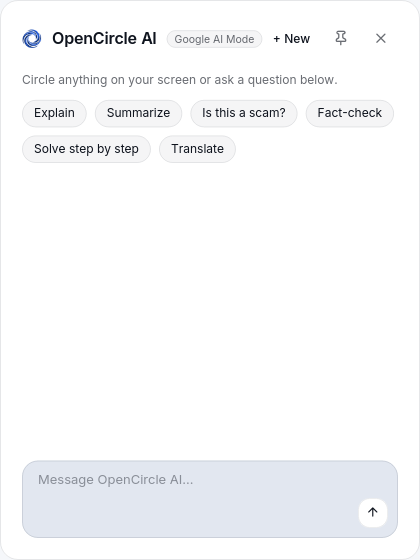 OpenCircle AI Google AI Mode + New
Circle anything on your screen or ask a question below.
Explain Summarize Is this a scam? Fact-check
Solve step by step Translate
Message OpenCircle AI...